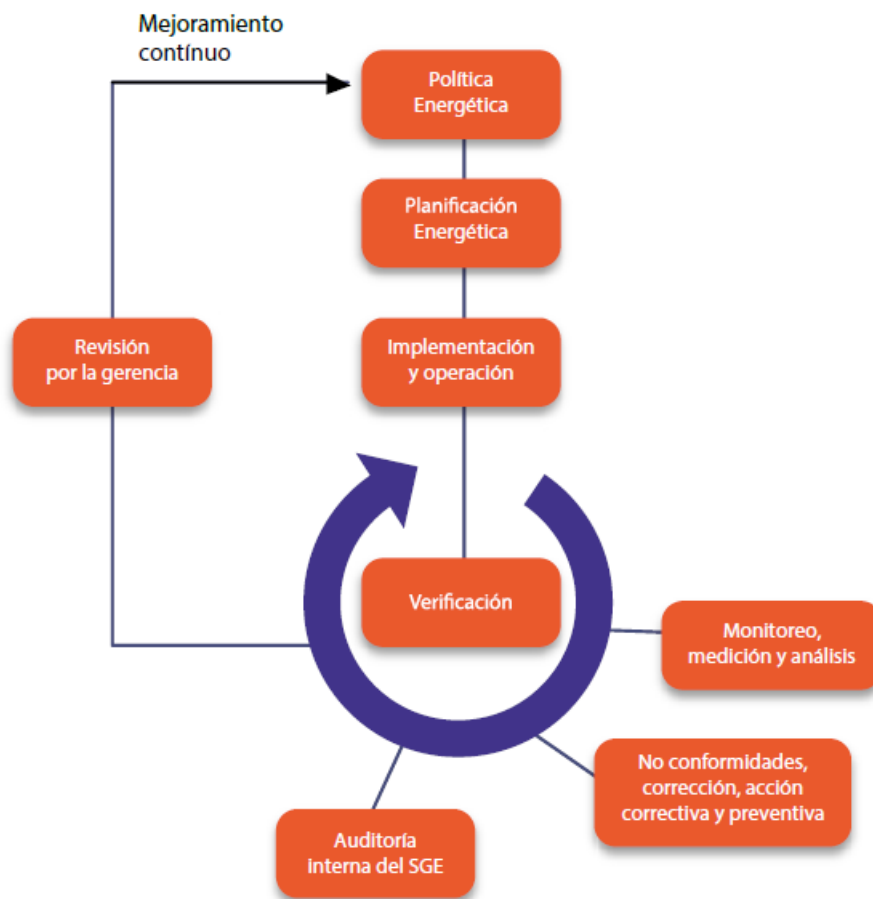 Mejoramiento
contínuo
Política
Energética
Planificación
Energética
Revisión
por la gerencia
Implementación
y operación
Verificación
Monitoreo,
medición y análisis
No conformidades,
corrección, acción
correctiva y preventiva
Auditoría
interna del SGE